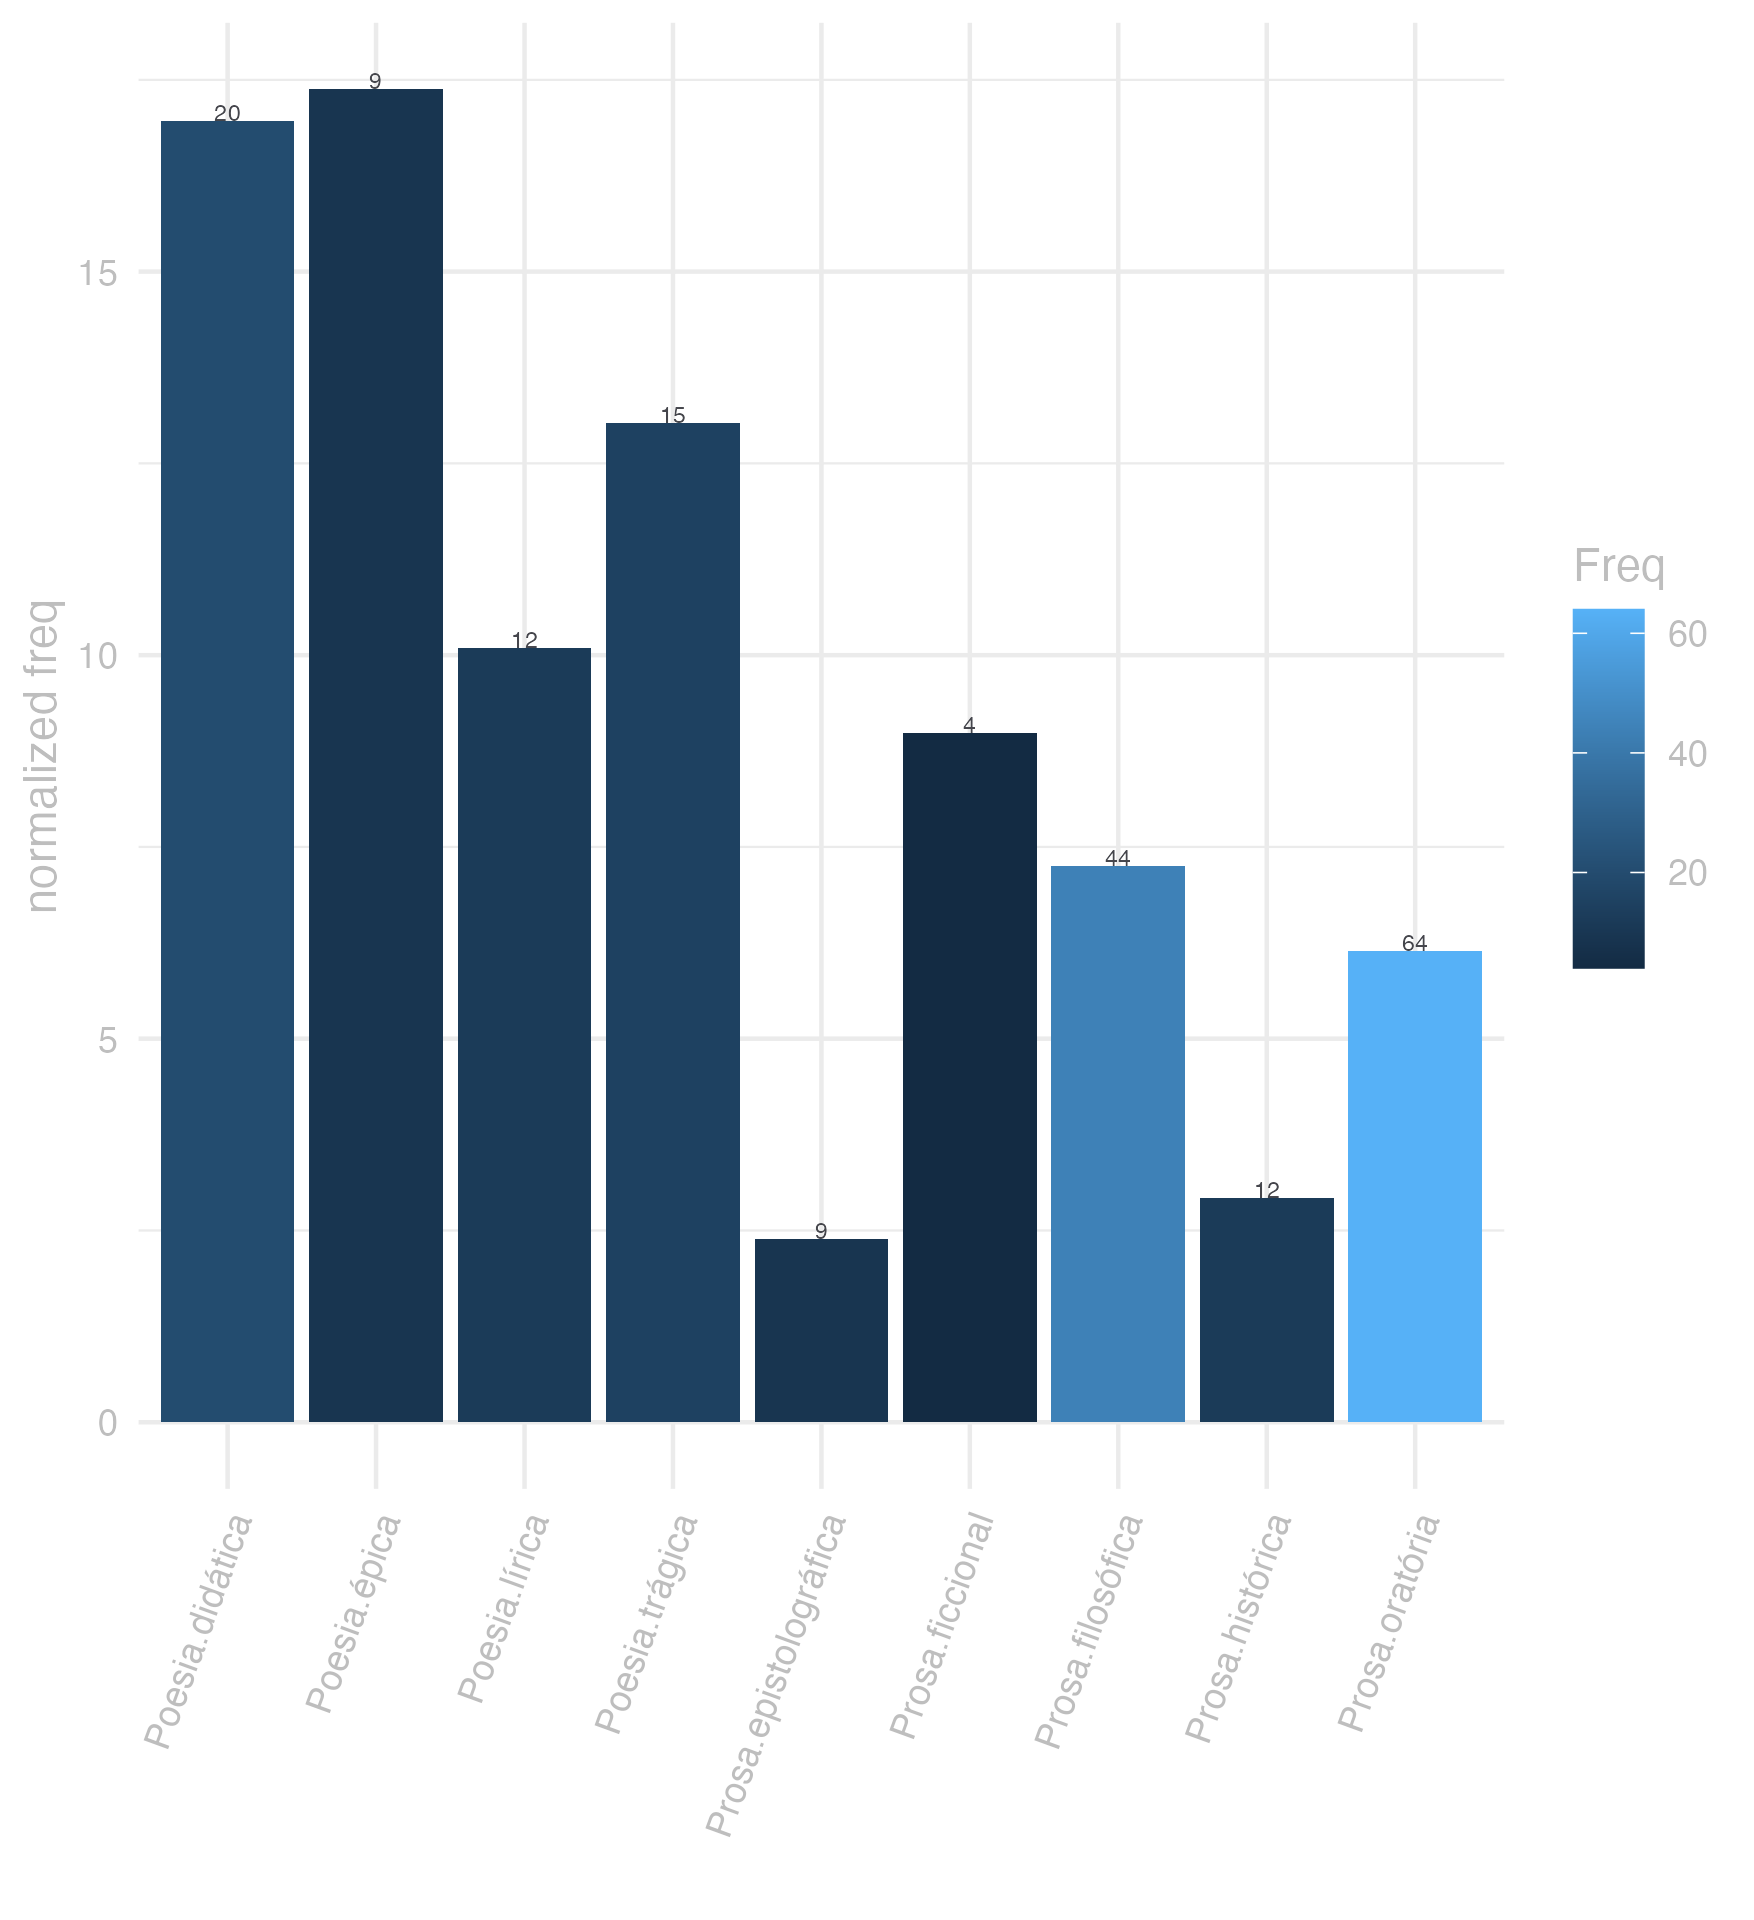 normalized freq
15
10
5
0
20
9
12
15
9
4
44
12
64
Poesia.didática
Poesia.épica
Poesia.lírica
Poesia.trágica
Prosa.epistolográfica
Prosa.ficcional
Prosa.filosófica
Prosa.histórica
Prosa.oratória
Freq
60
40
20